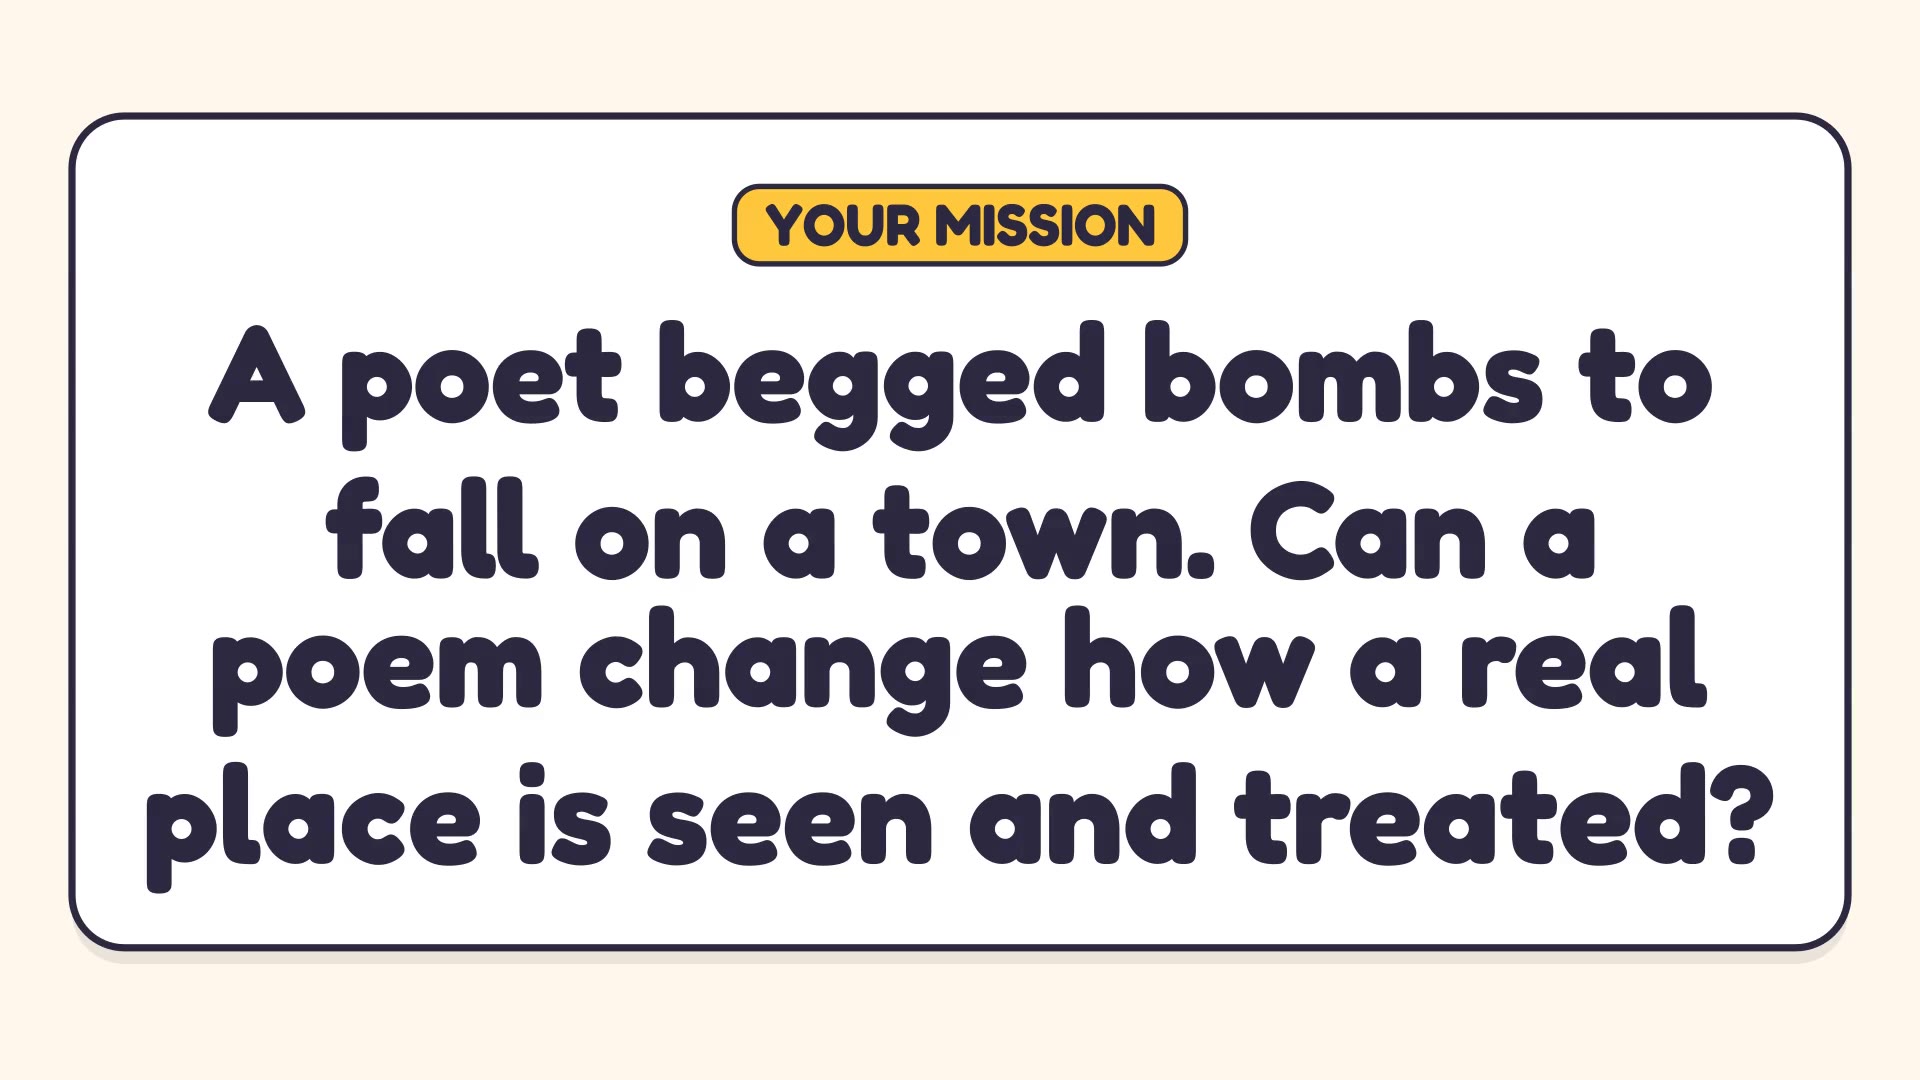 YOUR MISSION
A poet begged bombs to
fall on a town. Can a
poem change how a real
place is seen and treated?